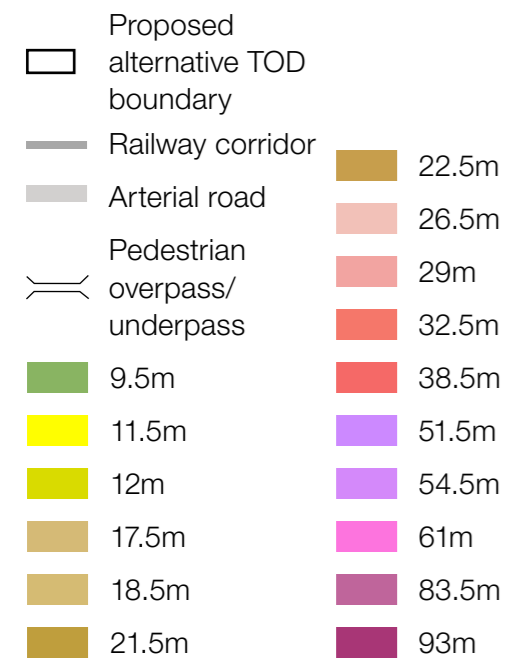 Proposed
alternative TOD
boundary
Railway corridor
Arterial road
Pedestrian
overpass/
underpass
9.5m
11.5m
12m
17.5m
18.5m
21.5m
22.5m
26.5m
29m
32.5m
38.5m
51.5m
54.5m
61m
83.5m
93m